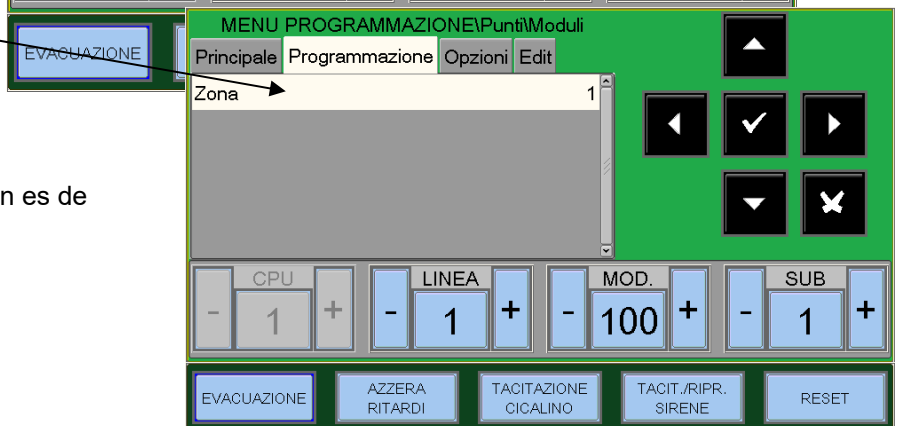 EVACUAZIONE
MENU PROGRAMMAZIONE\Punti\Moduli
Principale Programmazione Opzioni Edit
Zona 1
n es de
CPU LINEA MOD. SUB
- 1 + - 1 + - 100 + - 1 +
EVACUAZIONE
AZZERA
RITARDI
TACITAZIONE
CICALINO
TACIT./RIPR.
SIRENE
RESET